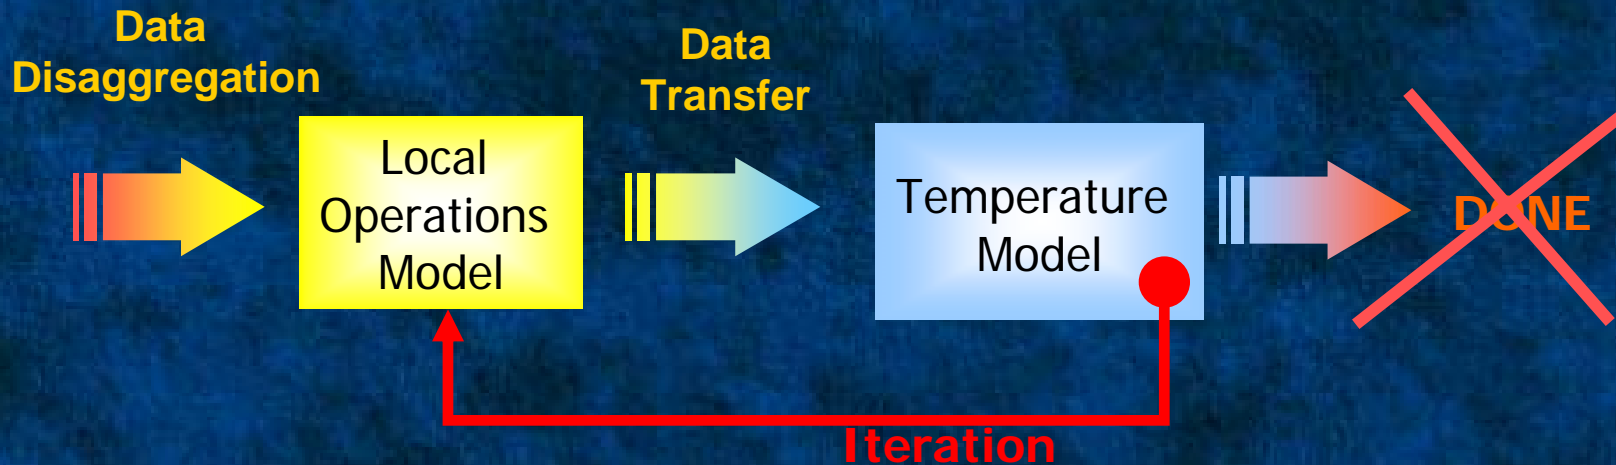 Data
Disaggregation
Local
Operations
Model
Data
Transfer
Temperature
Model
DONE
Iteration